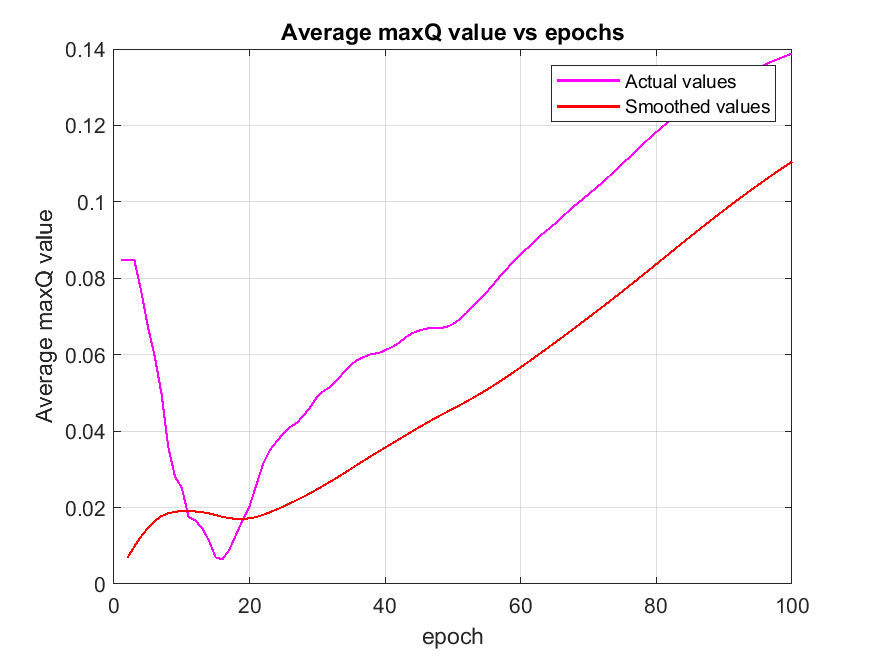 Average maxQ value vs epochs
Average maxQ value
0.14
0.12
0.1
0.08
0.06
0.04
0.02
0
Actual values
Smoothed values
0 20 40 60 80 100
epoch